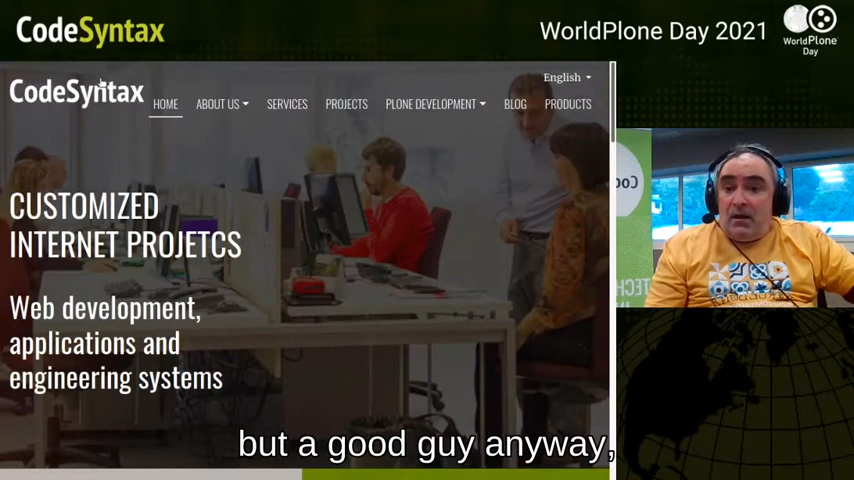 CodeSyntax
WorldPlone Day 2021
WorldPlone
Day
CodeSyntax
English
HOME ABOUT US SERVICES PROJECTS PLONE DEVELOPMENT BLOG PRODUCTS
CUSTOMIZED
INTERNET PROJETCS
Web development,
applications and
engineering systems
but a good guy anyway,